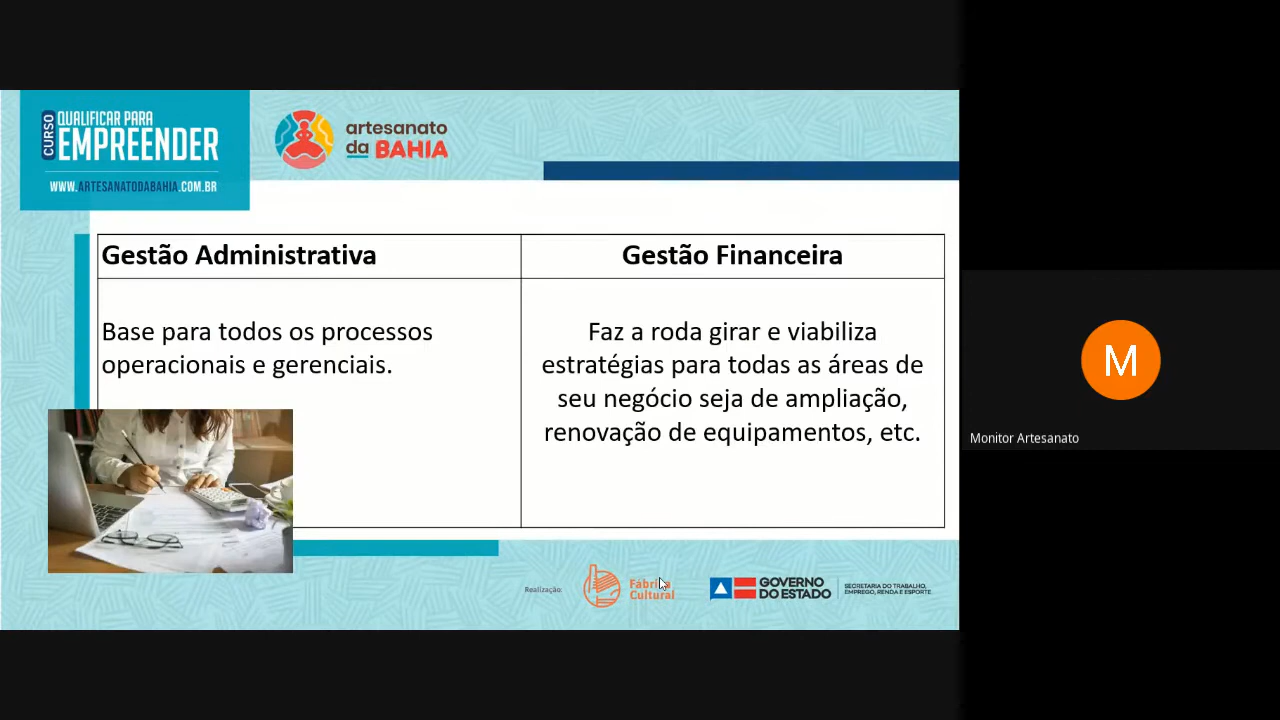 CURSO
QUALIFICAR PARA
EMPREENDER
WWW.ARTESANATODABAHIA.COM.BR
artesanato
da BAHIA
Gestão Administrativa
Gestão Financeira
Base para todos os processos
operacionais e gerenciais.
Faz a roda girar e viabiliza
estratégias para todas as áreas de
seu negócio seja de ampliação,
renovação de equipamentos, etc.
M
Monitor Artesanato
Realização:
Fábrica
Cultural
GOVERNO
DO ESTADO
SECRETARIA DO TRABALHO,
EMPREGO, RENDA E ESPORTE